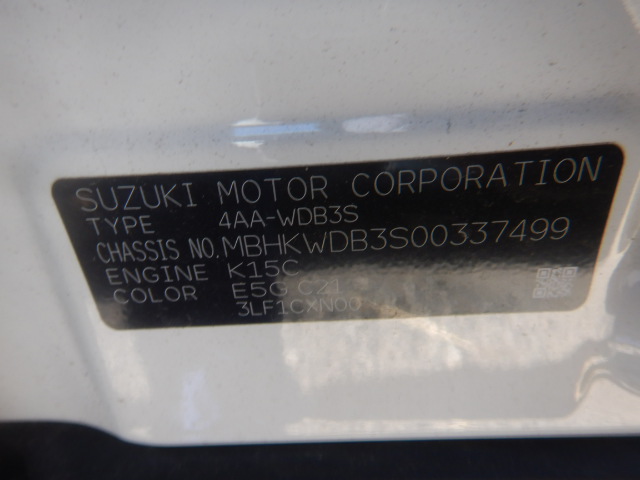 SUZUKI MOTOR CORPORATION
TYPE 4AA-WDB3S
CHASSIS NO. MBHKWDB3S00337499
ENGINE K15C
COLOR E5G C21
3LF1CXN00